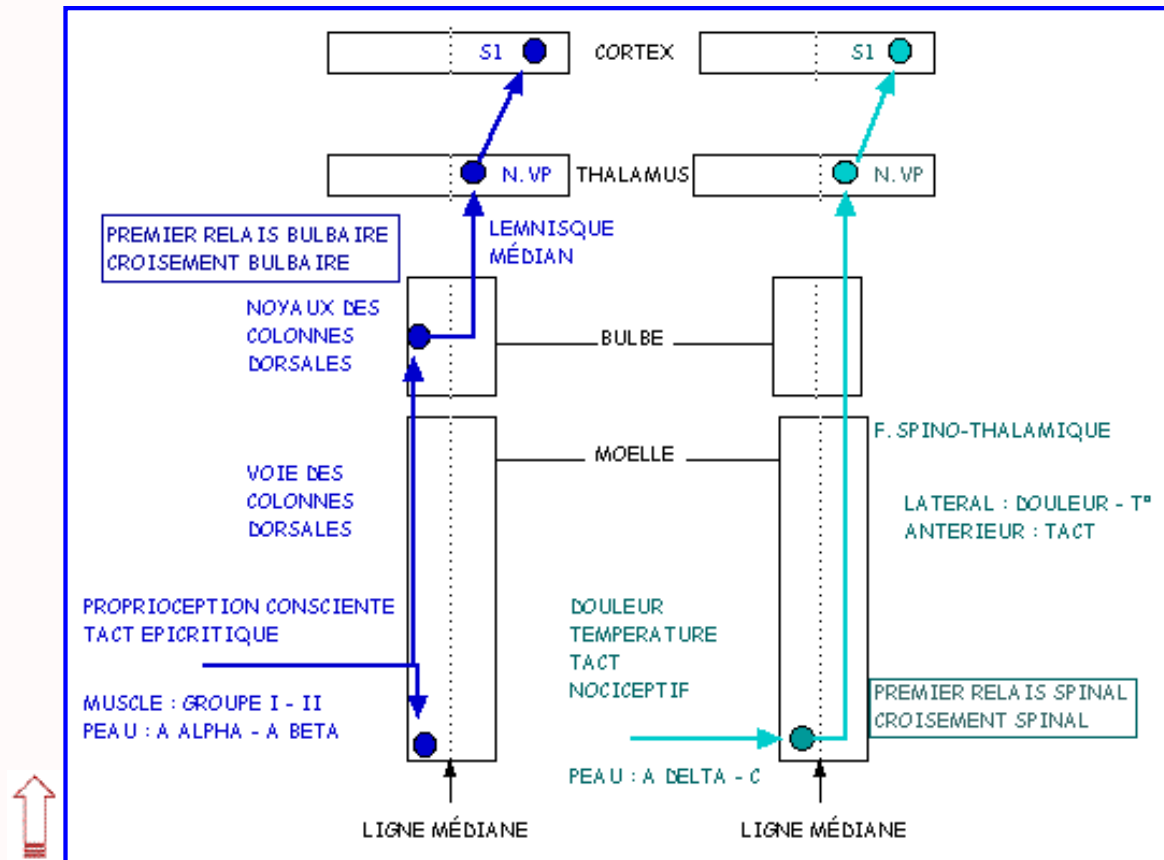 S1
CORTEX
S1
N. VP
THALAMUS
N. VP
PREMIER RELAIS BULBAIRE
CROISEMENT BULBAIRE
LEMNISQUE
MÉDIAN
NOYAUX DES
COLONNES
DORSALES
BULBE
F. SPINO-THALAMIQUE
MOELLE
VOIE DES
COLONNES
DORSALES
LATERAL : DOULEUR - T°
ANTERIEUR : TACT
PROPRIOCEPTION CONSCIENTE
TACT EPICRITIQUE
DOULEUR
TEMPERATURE
TACT
NOCICEPTIF
MUSCLE : GROUPE I - II
PEAU : A ALPHA - A BETA
PREMIER RELAIS SPINAL
CROISEMENT SPINAL
PEAU : A DELTA - C
LIGNE MÉDIANE
LIGNE MÉDIANE